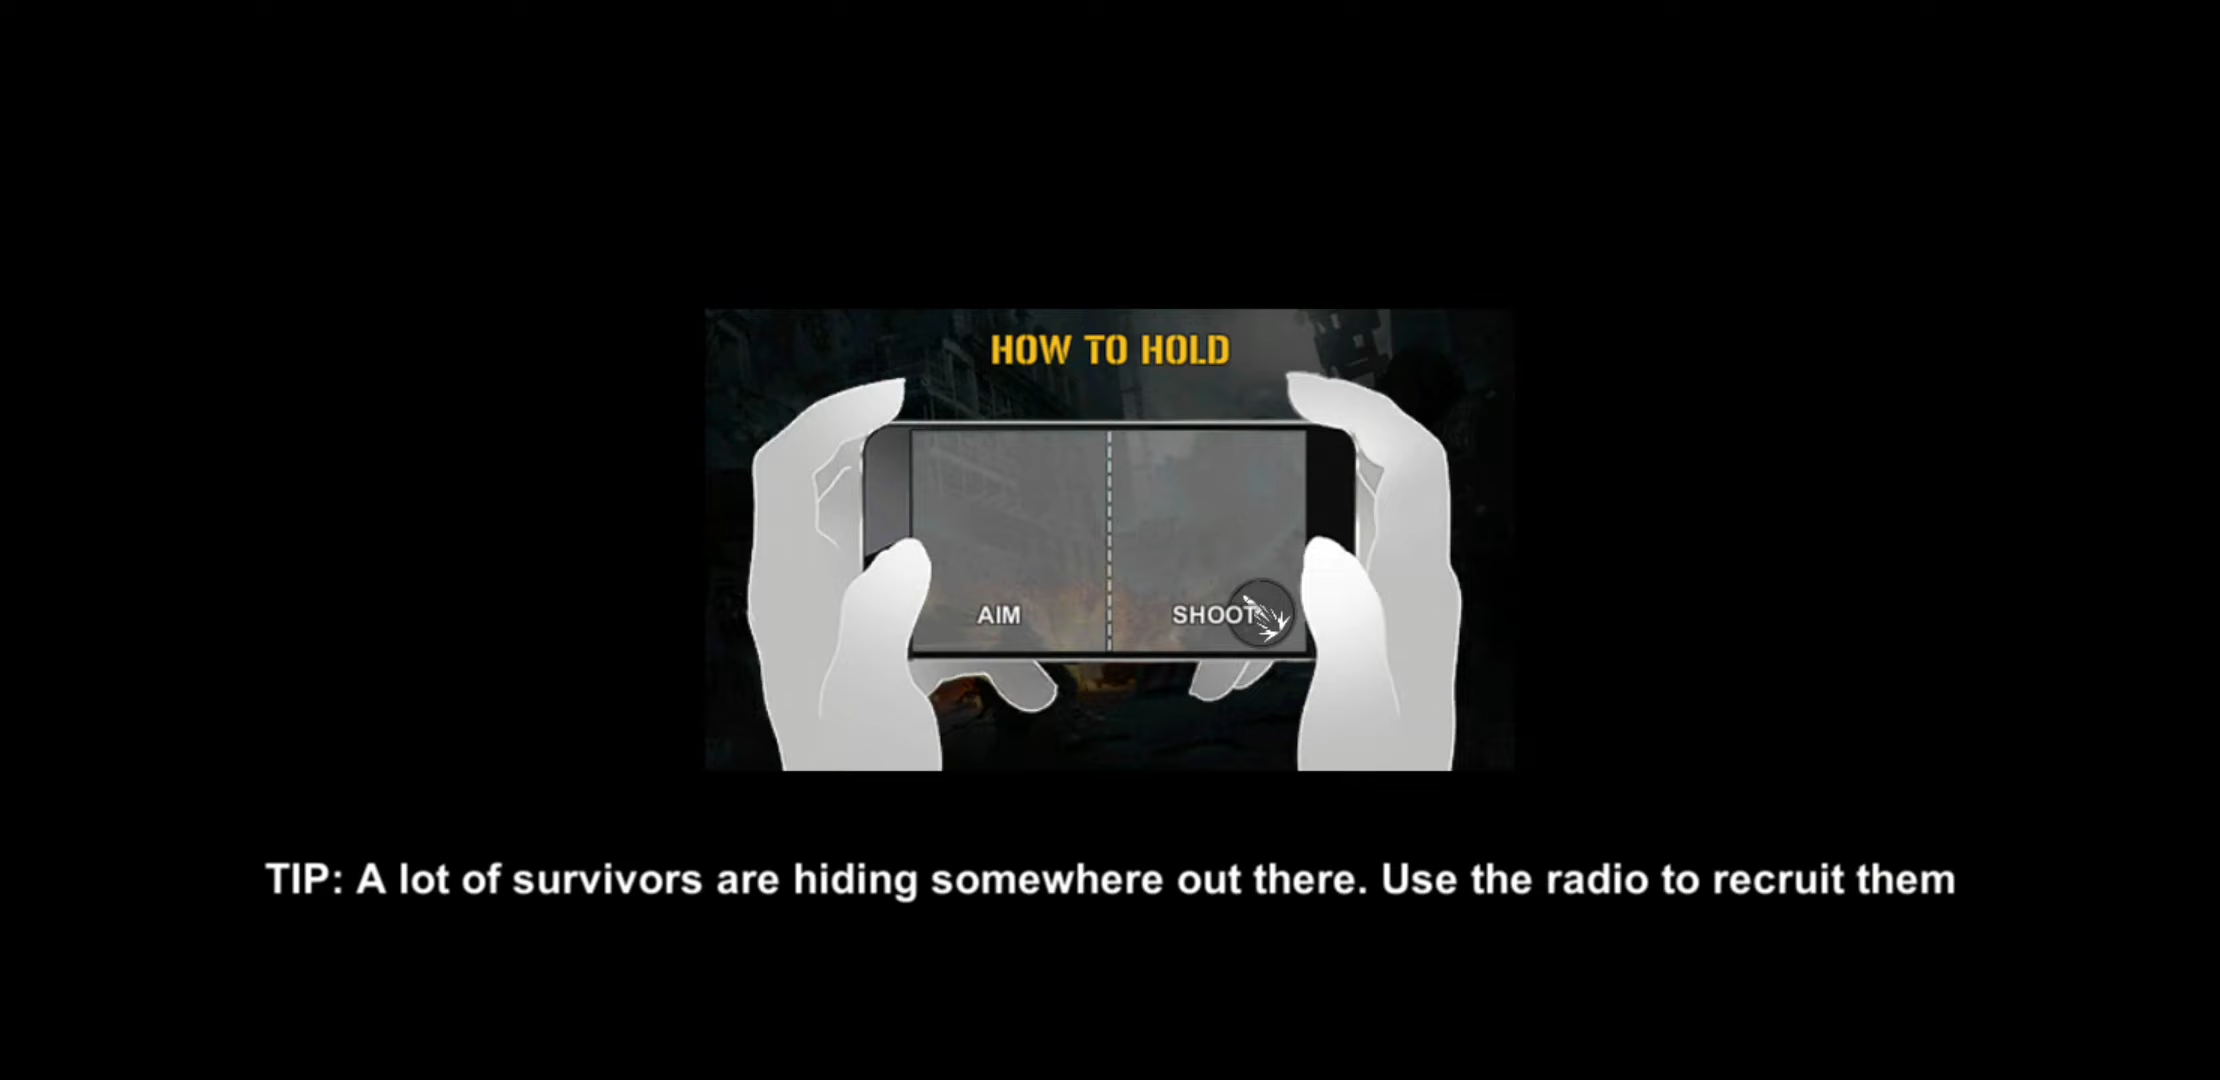 HOW TO HOLD
AIM
SHOOT
TIP: A lot of survivors are hiding somewhere out there. Use the radio to recruit them